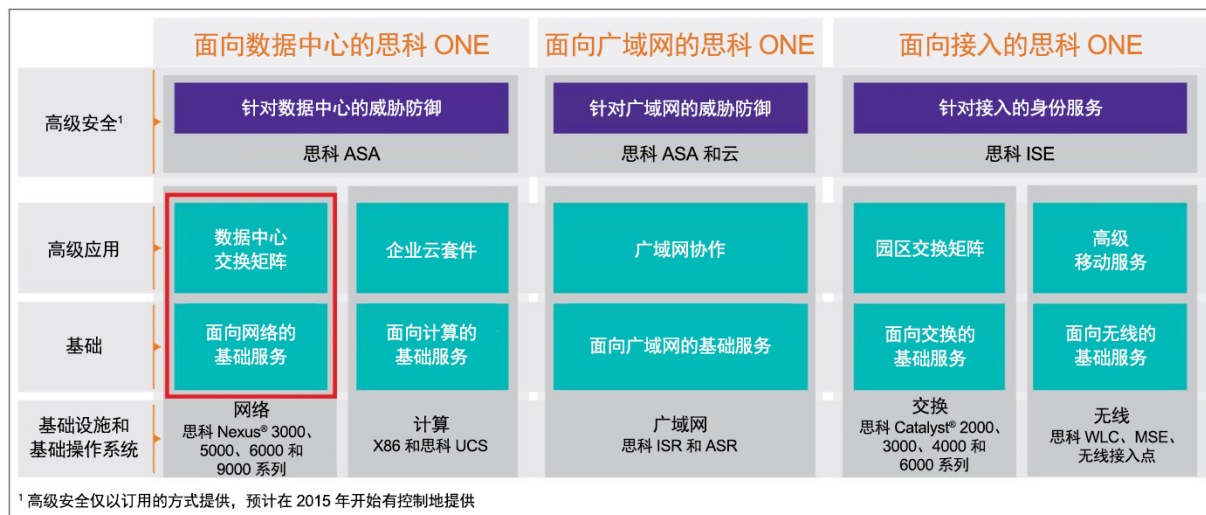 面向数据中心的思科 ONE
面向广域网的思科 ONE
面向接入的思科 ONE
高级安全¹
针对数据中心的威胁防御
思科 ASA
针对广域网的威胁防御
思科 ASA 和云
针对接入的身份服务
思科 ISE
高级应用
数据中心
交换矩阵
企业云套件
广域网协作
园区交换矩阵
高级
移动服务
基础
面向网络的
基础服务
面向计算的
基础服务
面向广域网的基础服务
面向交换的
基础服务
面向无线的
基础服务
基础设施和
基础操作系统
网络
思科 Nexus® 3000、
5000、6000 和
9000 系列
计算
X86 和思科 UCS
广域网
思科 ISR 和 ASR
交换
思科 Catalyst® 2000、
3000、4000 和
6000 系列
无线
思科 WLC、MSE、
无线接入点
¹ 高级安全仅以订用的方式提供，预计在 2015 年开始有控制地提供